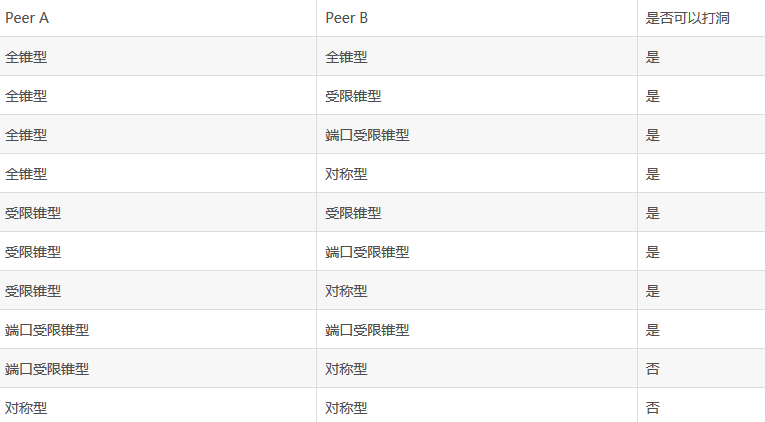 Peer A Peer B 是否可以打洞
全锥型 全锥型 是
全锥型 受限锥型 是
全锥型 端口受限锥型 是
全锥型 对称型 是
受限锥型 受限锥型 是
受限锥型 端口受限锥型 是
受限锥型 对称型 是
端口受限锥型 端口受限锥型 是
端口受限锥型 对称型 否
对称型 对称型 否